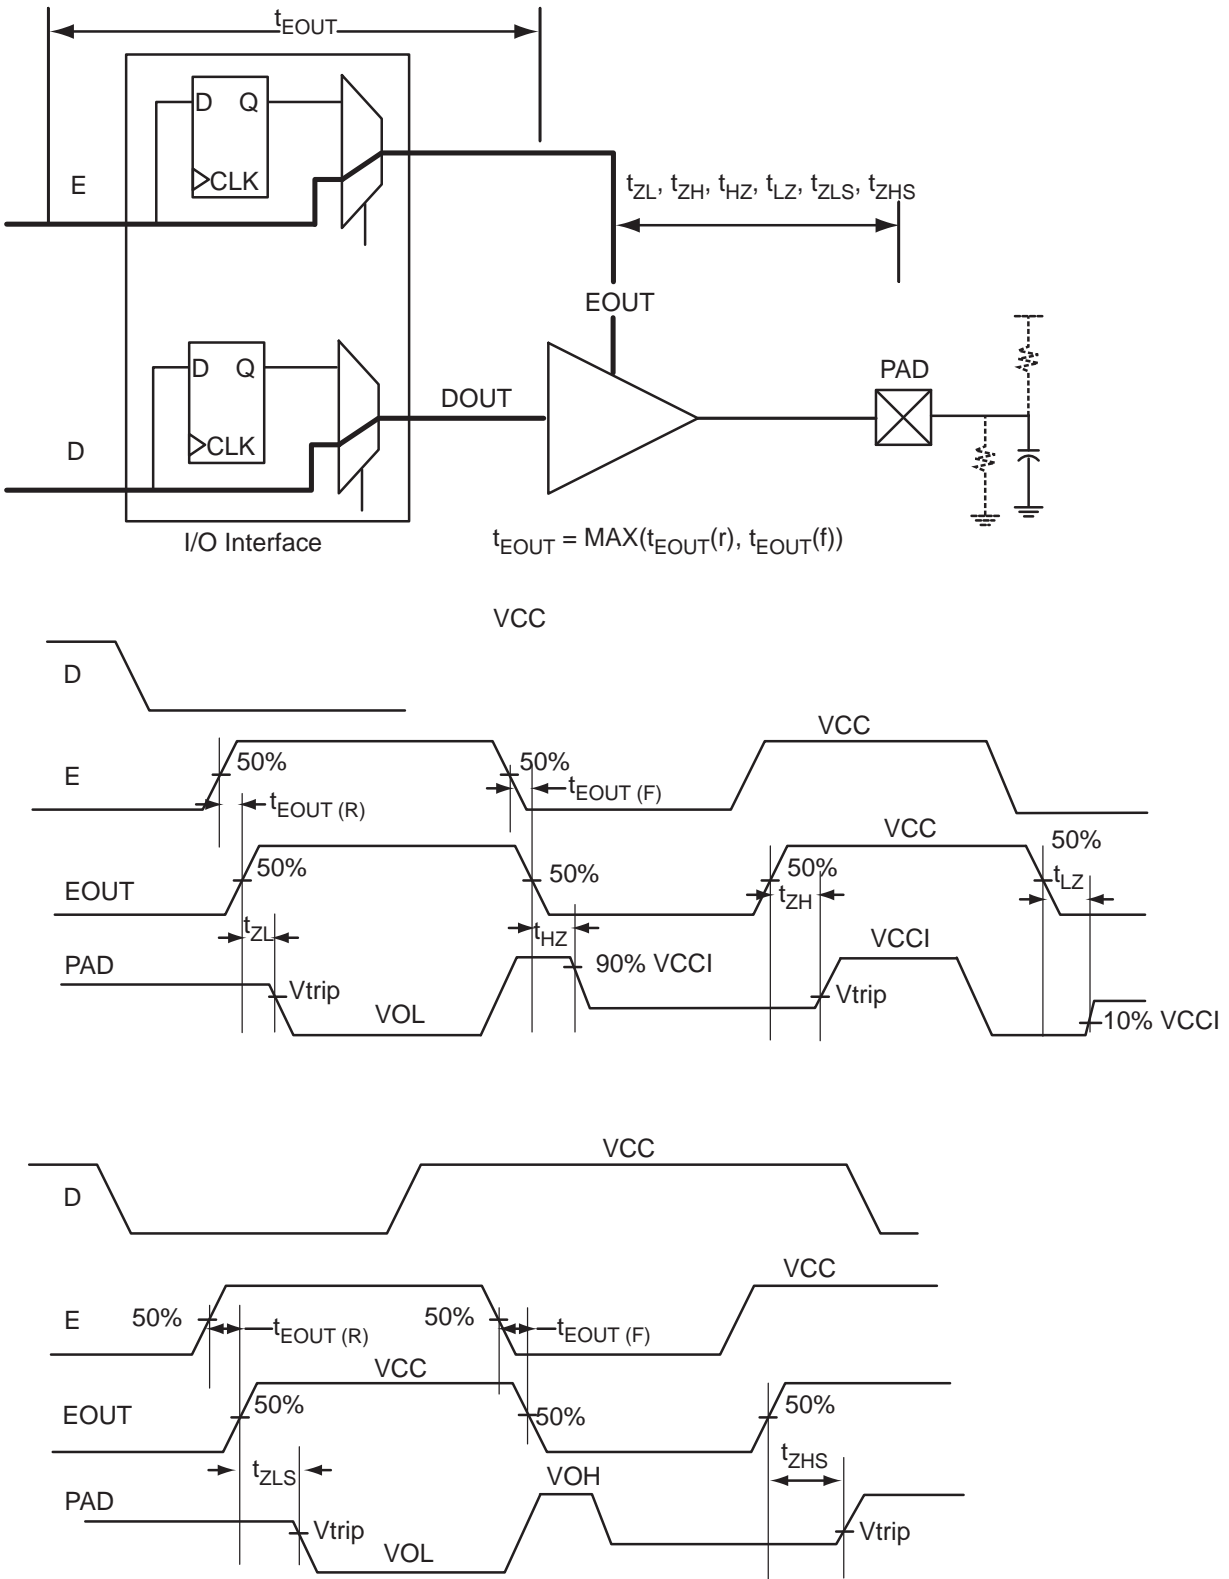 tEOUT
D Q
CLK
E
tZL, tZH, tHZ, tLZ, tZLS, tZHS
EOUT
D Q
CLK
DOUT
PAD
D
I/O Interface
tEOUT = MAX(tEOUT(r), tEOUT(f))
VCC
D
VCC
50%
50%
E
tEOUT (R)
tEOUT (F)
VCC
50%
50%
50%
50%
EOUT
tZL
tHZ
tZH
tLZ
PAD
VCCI
90% VCCI
Vtrip
Vtrip
VOL
10% VCCI
VCC
D
VCC
E
50%
tEOUT (R)
50%
tEOUT (F)
VCC
EOUT
50%
50%
50%
tZLS
tZHS
PAD
VOH
Vtrip
Vtrip
VOL